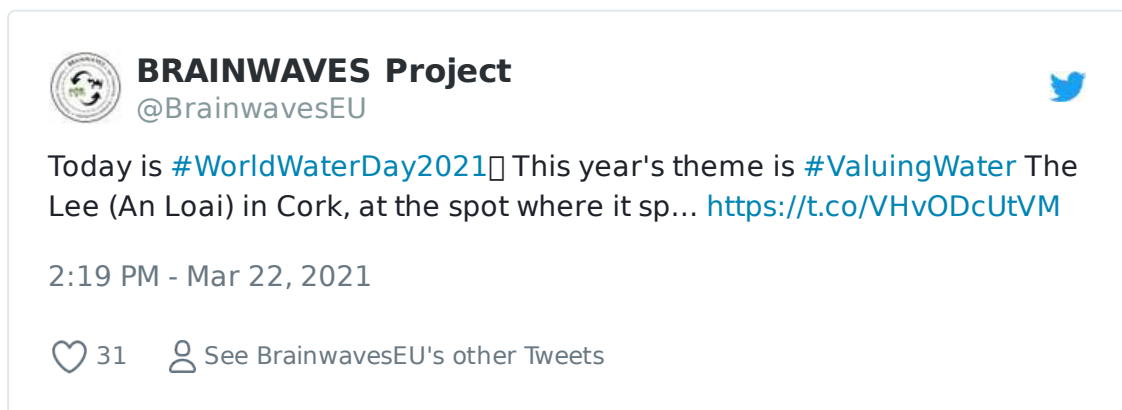 BRAINWAVES Project
@BrainwavesEU
Today is #WorldWaterDay2021▯ This year's theme is #ValuingWater The
Lee (An Loai) in Cork, at the spot where it sp... https://t.co/VHvODcUtVM
2:19 PM - Mar 22, 2021
31 See BrainwavesEU's other Tweets